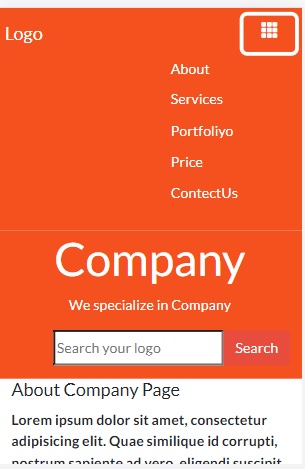 Logo
About
Services
Portfoliyo
Price
ContectUs
Company
We specialize in Company
Search your logo
Search
About Company Page
Lorem ipsum dolor sit amet, consectetur
adipisicing elit. Quae similique id corrupti,
nostrum sapiente ad vero, eligendi suscipit